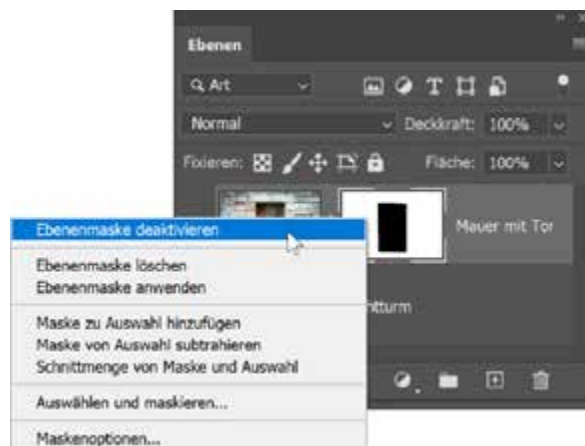 Ebenen
Art
Normal
Deckkraft: 100%
Fixieren:
Fläche: 100%
Mauer mit Tor
Ebenenmaske deaktivieren
Ebenenmaske löschen
Ebenenmaske anwenden
htturm
Maske zu Auswahl hinzufügen
Maske von Auswahl subtrahieren
Schnittmenge von Maske und Auswahl
Auswählen und maskieren...
Maskenoptionen...